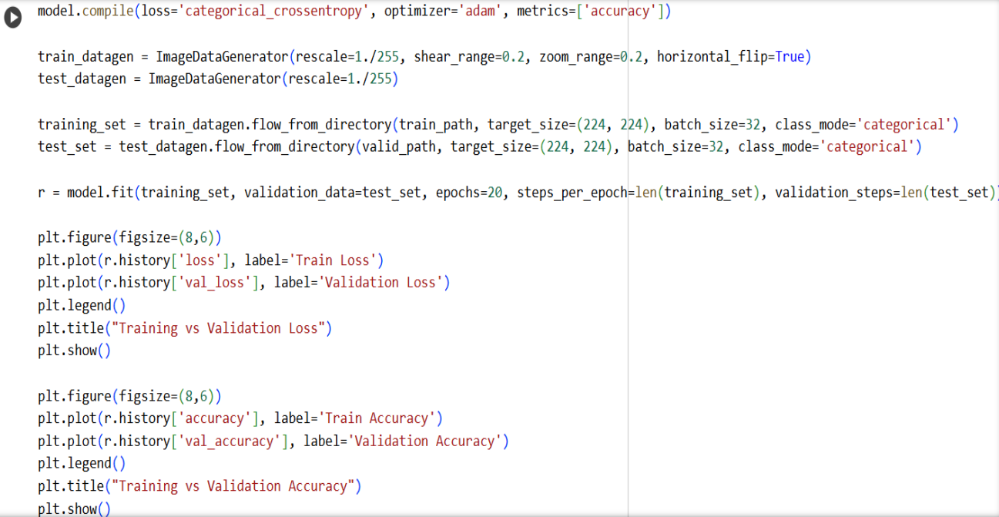 model.compile(loss='categorical_crossentropy', optimizer='adam', metrics=['accuracy'])
train_datagen = ImageDataGenerator(rescale=1./255, shear_range=0.2, zoom_range=0.2, horizontal_flip=True)
test_datagen = ImageDataGenerator(rescale=1./255)
training_set = train_datagen.flow_from_directory(train_path, target_size=(224, 224), batch_size=32, class_mode='categorical')
test_set = test_datagen.flow_from_directory(valid_path, target_size=(224, 224), batch_size=32, class_mode='categorical')
r = model.fit(training_set, validation_data=test_set, epochs=20, steps_per_epoch=len(training_set), validation_steps=len(test_set))
plt.figure(figsize=(8,6))
plt.plot(r.history['loss'], label='Train Loss')
plt.plot(r.history['val_loss'], label='Validation Loss')
plt.legend()
plt.title("Training vs Validation Loss")
plt.show()
plt.figure(figsize=(8,6))
plt.plot(r.history['accuracy'], label='Train Accuracy')
plt.plot(r.history['val_accuracy'], label='Validation Accuracy')
plt.legend()
plt.title("Training vs Validation Accuracy")
plt.show()